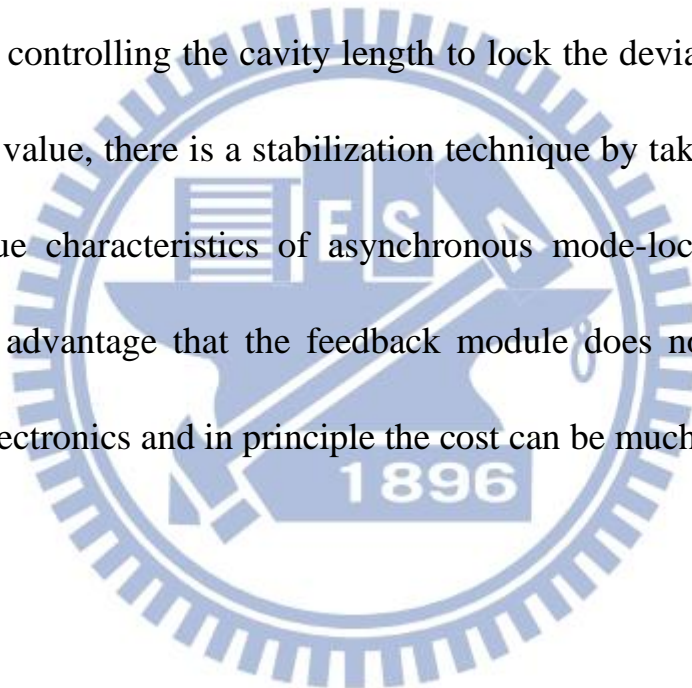 controlling the cavity length to lock the devia
value, there is a stabilization technique by tak
ue characteristics of asynchronous mode-loc
advantage that the feedback module does no
ectronics and in principle the cost can be much
ESA
1896